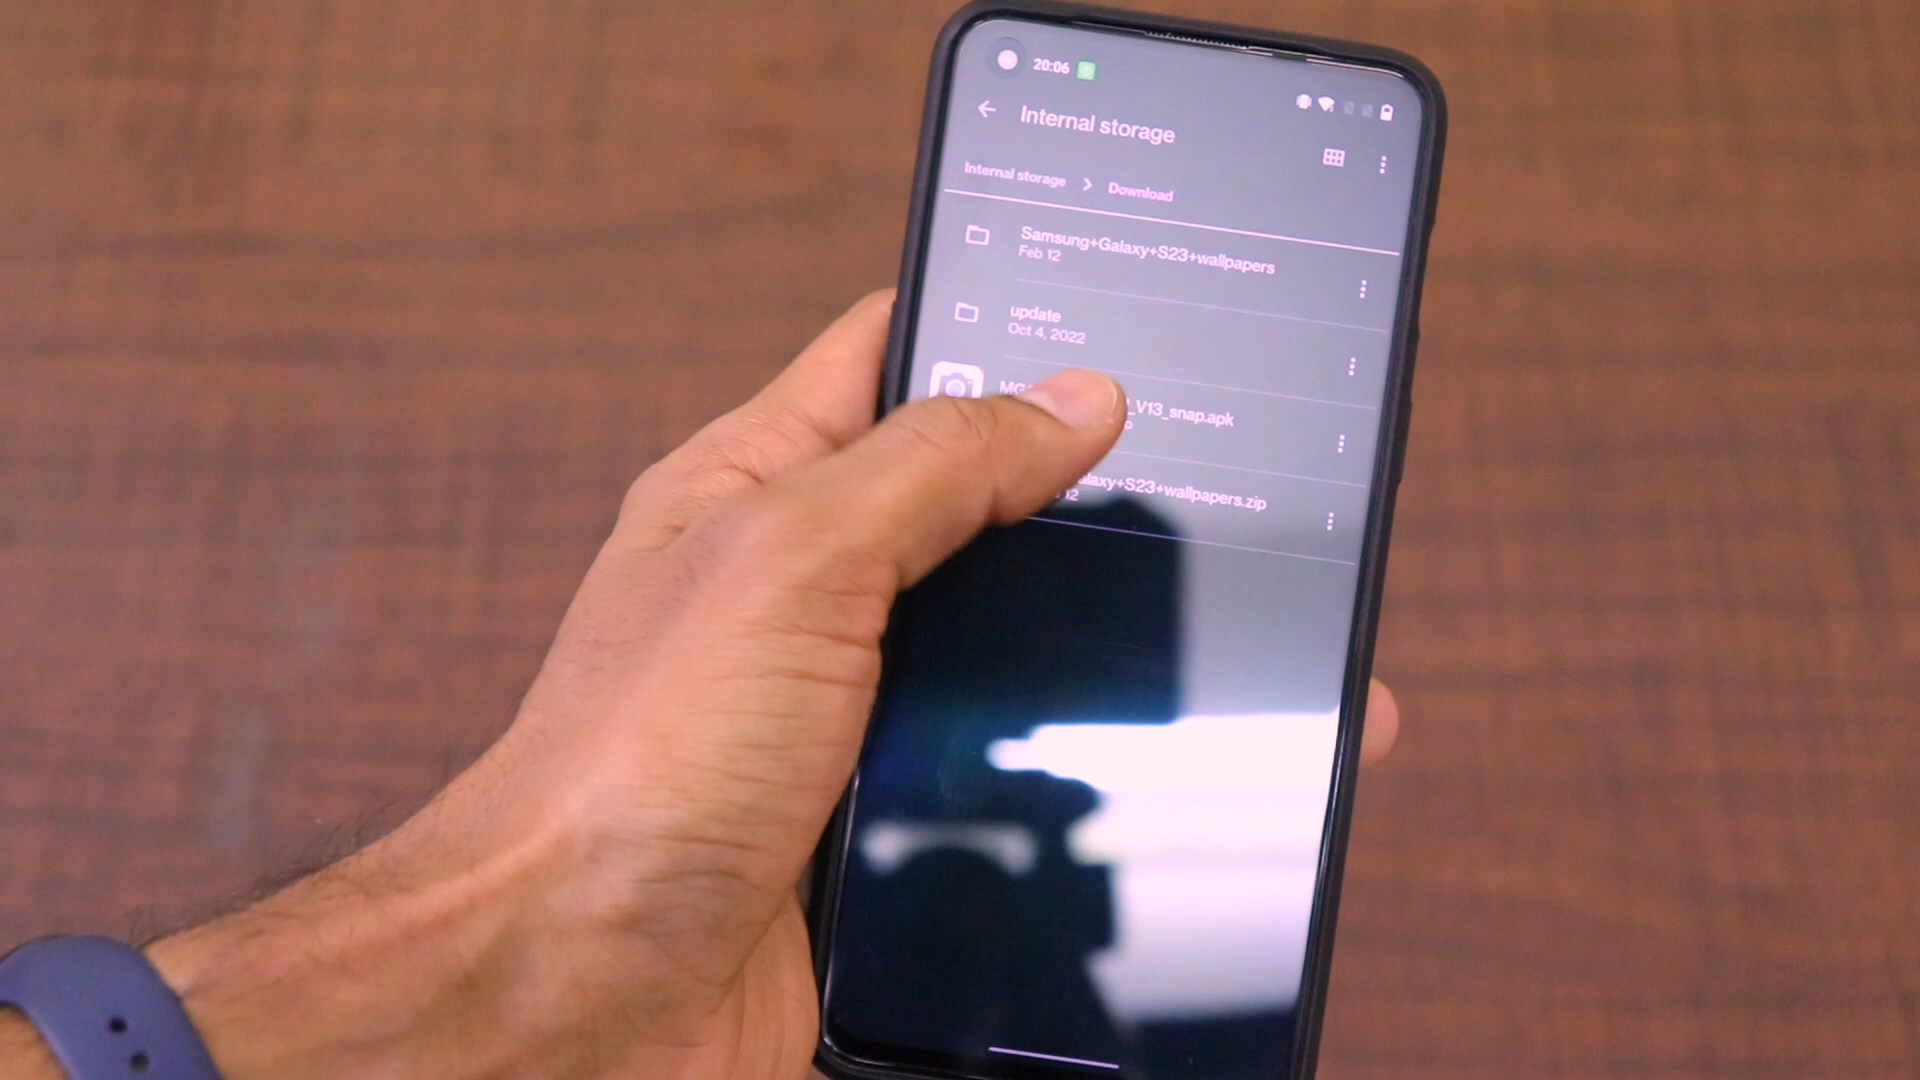 20:06
Internal storage
Internal storage > Download
Samsung+Galaxy+S23+wallpapers
Feb 12
update
Oct 4, 2022
_V13_snap.apk
alaxy+S23+wallpapers.zip
12